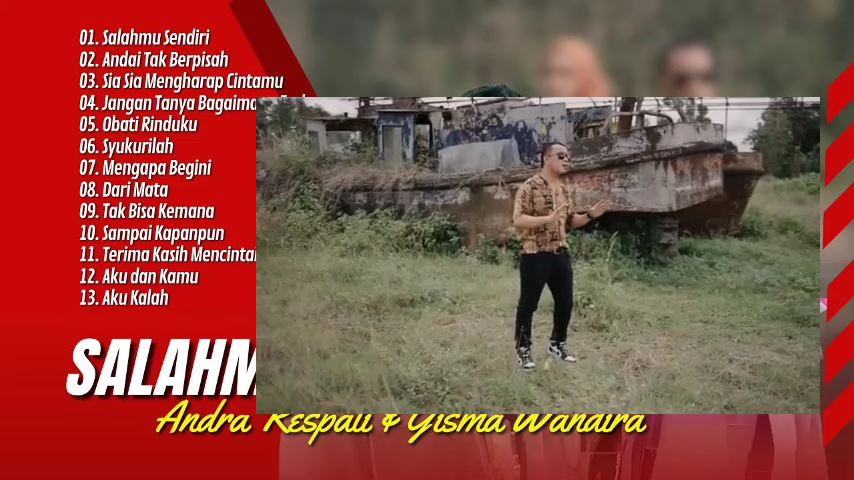 01. Salahmu Sendiri
02. Andai Tak Berpisah
03. Sia Sia Mengharap Cintamu
04. Jangan Tanya
05. Obati Rinduku
06. Syukurilah
07. Mengapa Begini
08. Dari Mata
09. Tak Bisa Kemana
10. Sampai Kapanpun
11. Terima Kasih
12. Aku dan Kamu
13. Aku Kalah
SALAHM
Andra Respati & Gisma Wandira